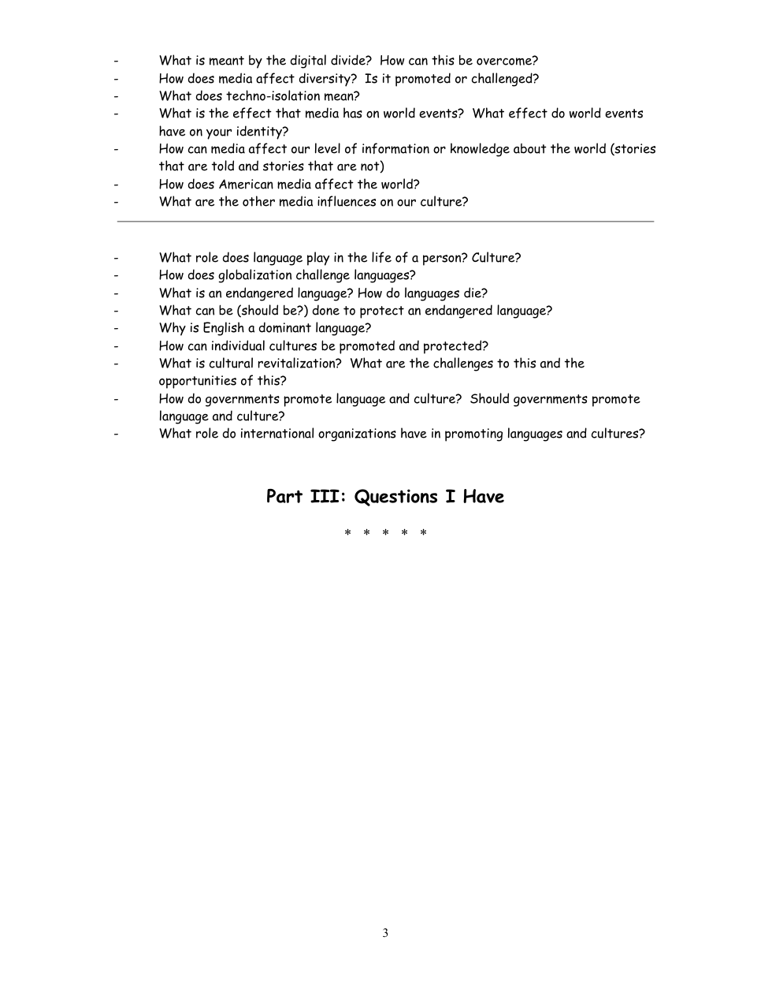 - What is meant by the digital divide?  How can this be overcome?
- How does media affect diversity?  Is it promoted or challenged?
- What does techno-isolation mean?
- What is the effect that media has on world events?  What effect do world events
have on your identity?
- How can media affect our level of information or knowledge about the world (stories
that are told and stories that are not)
- How does American media affect the world?
- What are the other media influences on our culture?
- What role does language play in the life of a person? Culture?
- How does globalization challenge languages?
- What is an endangered language? How do languages die?
- What can be (should be?) done to protect an endangered language?
- Why is English a dominant language?
- How can individual cultures be promoted and protected?
- What is cultural revitalization?  What are the challenges to this and the
opportunities of this?
- How do governments promote language and culture?  Should governments promote
language and culture?
- What role do international organizations have in promoting languages and cultures?
Part III: Questions I Have
* * * * *
3